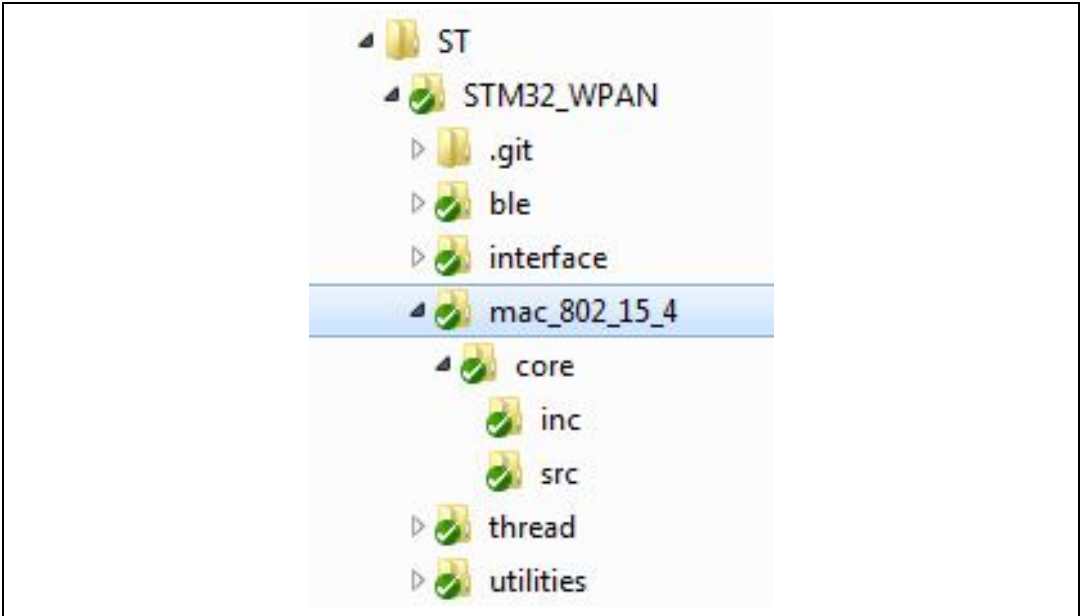 ST
STM32_WPAN
.git
ble
interface
mac_802_15_4
core
inc
src
thread
utilities